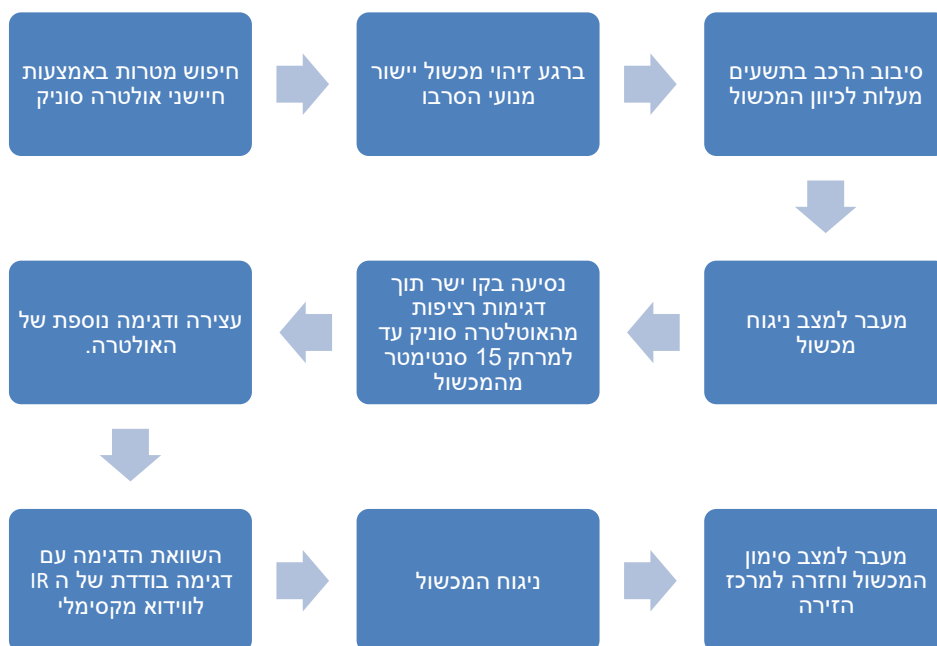 חיפוש מטרות באמצעות
חיישני אולטרה סוניק
ברגע זיהוי מכשול יישור
מנועי הסרבו
סיבוב הרכב בתשעים
מעלות לכיוון המכשול
מעבר למצב ניגוח
מכשול
נסיעה בקו ישר תוך
דגימות רציפות
מהאוטלטרה סוניק עד
למרחק 15 סנטימטר
מהמכשול
עצירה ודגימה נוספת של
האולטרה.
השוואת הדגימה עם
דגימה בודדת של ה IR
לווידוא מקסימלי
ניגוח המכשול
מעבר למצב סימון
המכשול וחזרה למרכז
הזירה